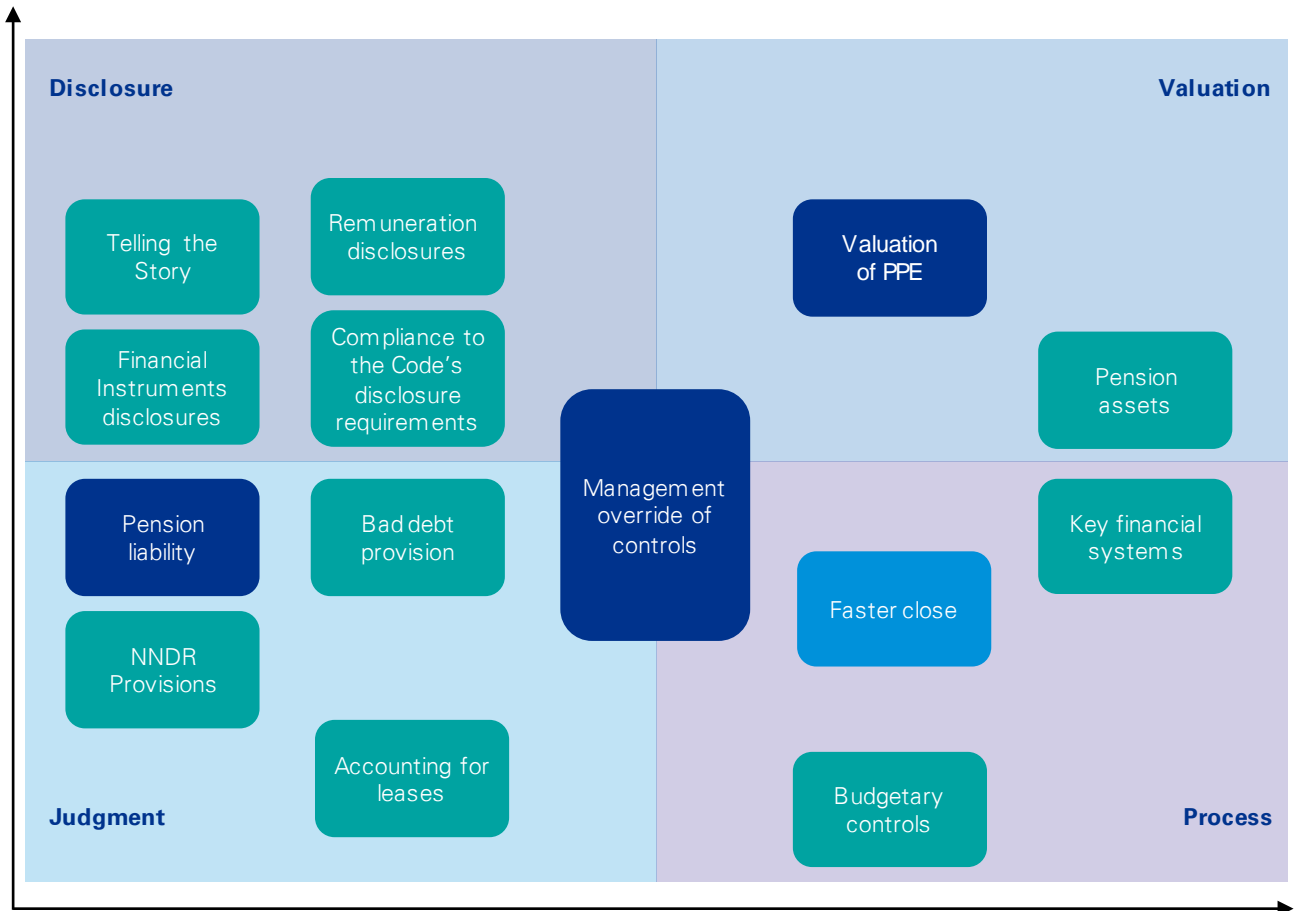 Disclosure
Valuation
Telling the
Story
Remuneration
disclosures
Valuation
of PPE
Financial
Instruments
disclosures
Compliance to
the Code's
disclosure
requirements
Pension
assets
Management
override of
controls
Pension
liability
Bad debt
provision
Key financial
systems
Faster close
NNDR
Provisions
Accounting for
leases
Budgetary
controls
Judgment
Process